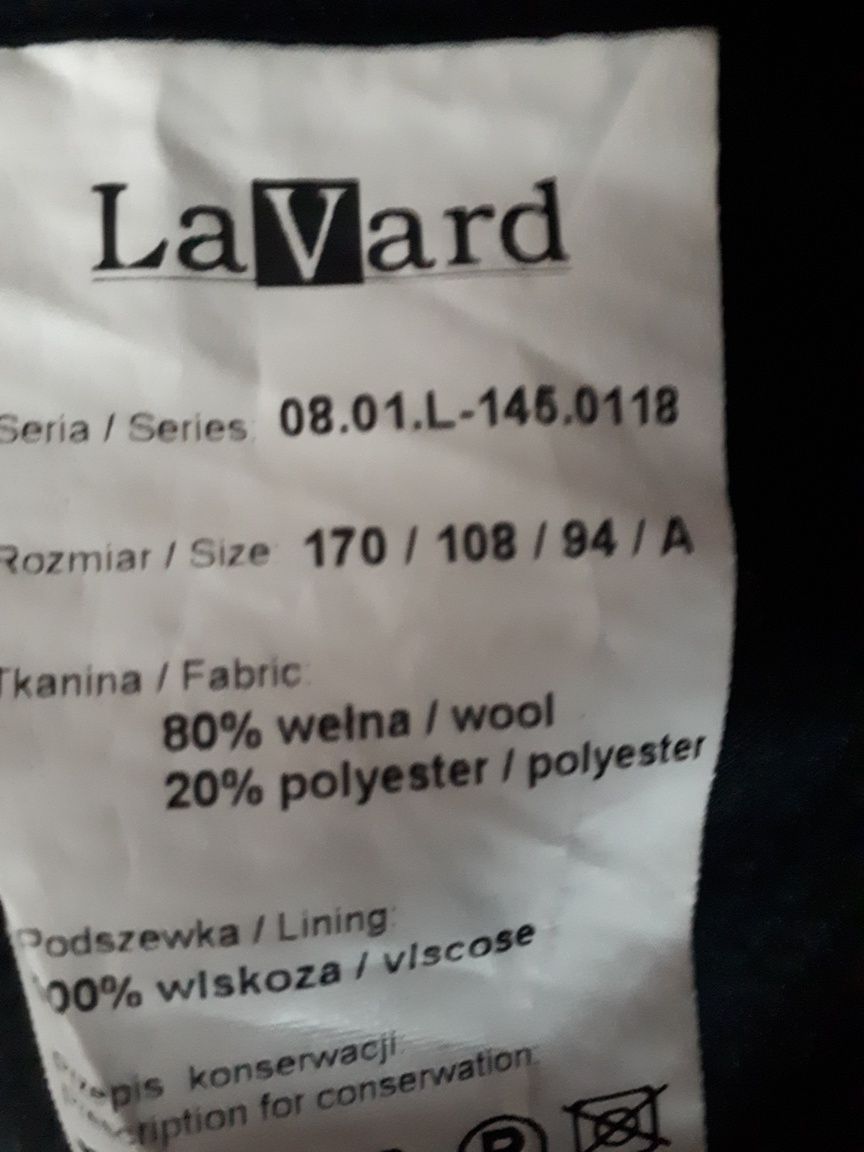 LaVard
Seria / Series: 08.01.L-145.0118
Rozmiar / Size: 170 / 108 / 94 / A
Tkanina / Fabric:
80% wełna / wool
20% polyester / polyester
Podszewka / Lining:
100% wiskoza / viscose
konserwacji:
for conserwation:
P